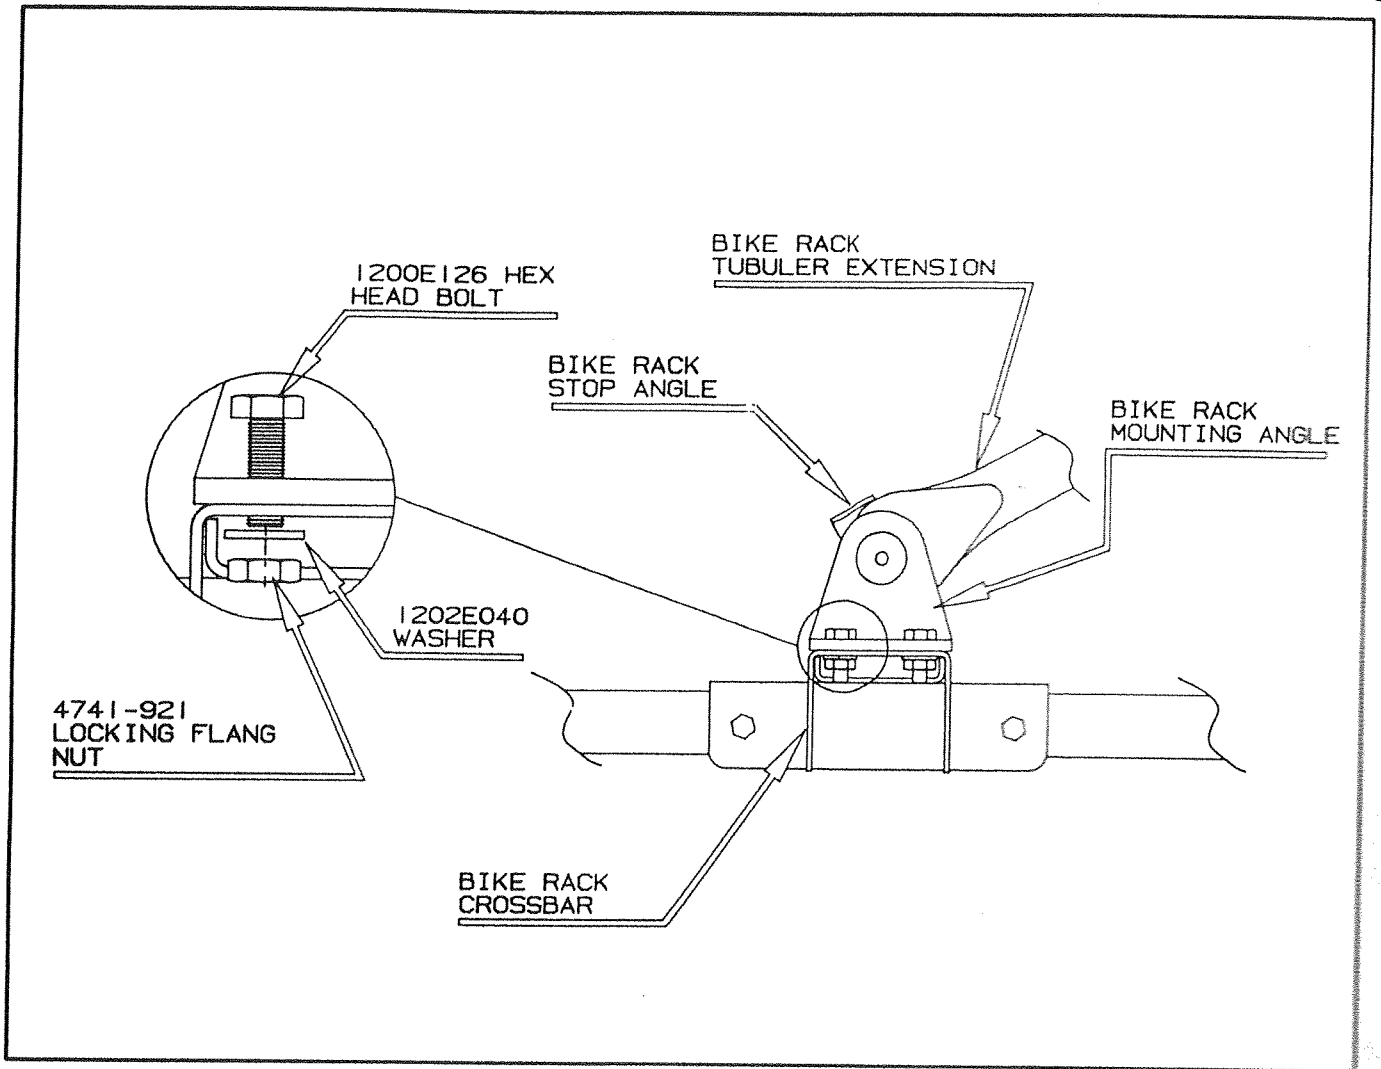 BIKE RACK
TUBULER EXTENSION
1200E126 HEX
HEAD BOLT
BIKE RACK
STOP ANGLE
BIKE RACK
MOUNTING ANGLE
1202E040
WASHER
4741-921
LOCKING FLANG
NUT
BIKE RACK
CROSSBAR